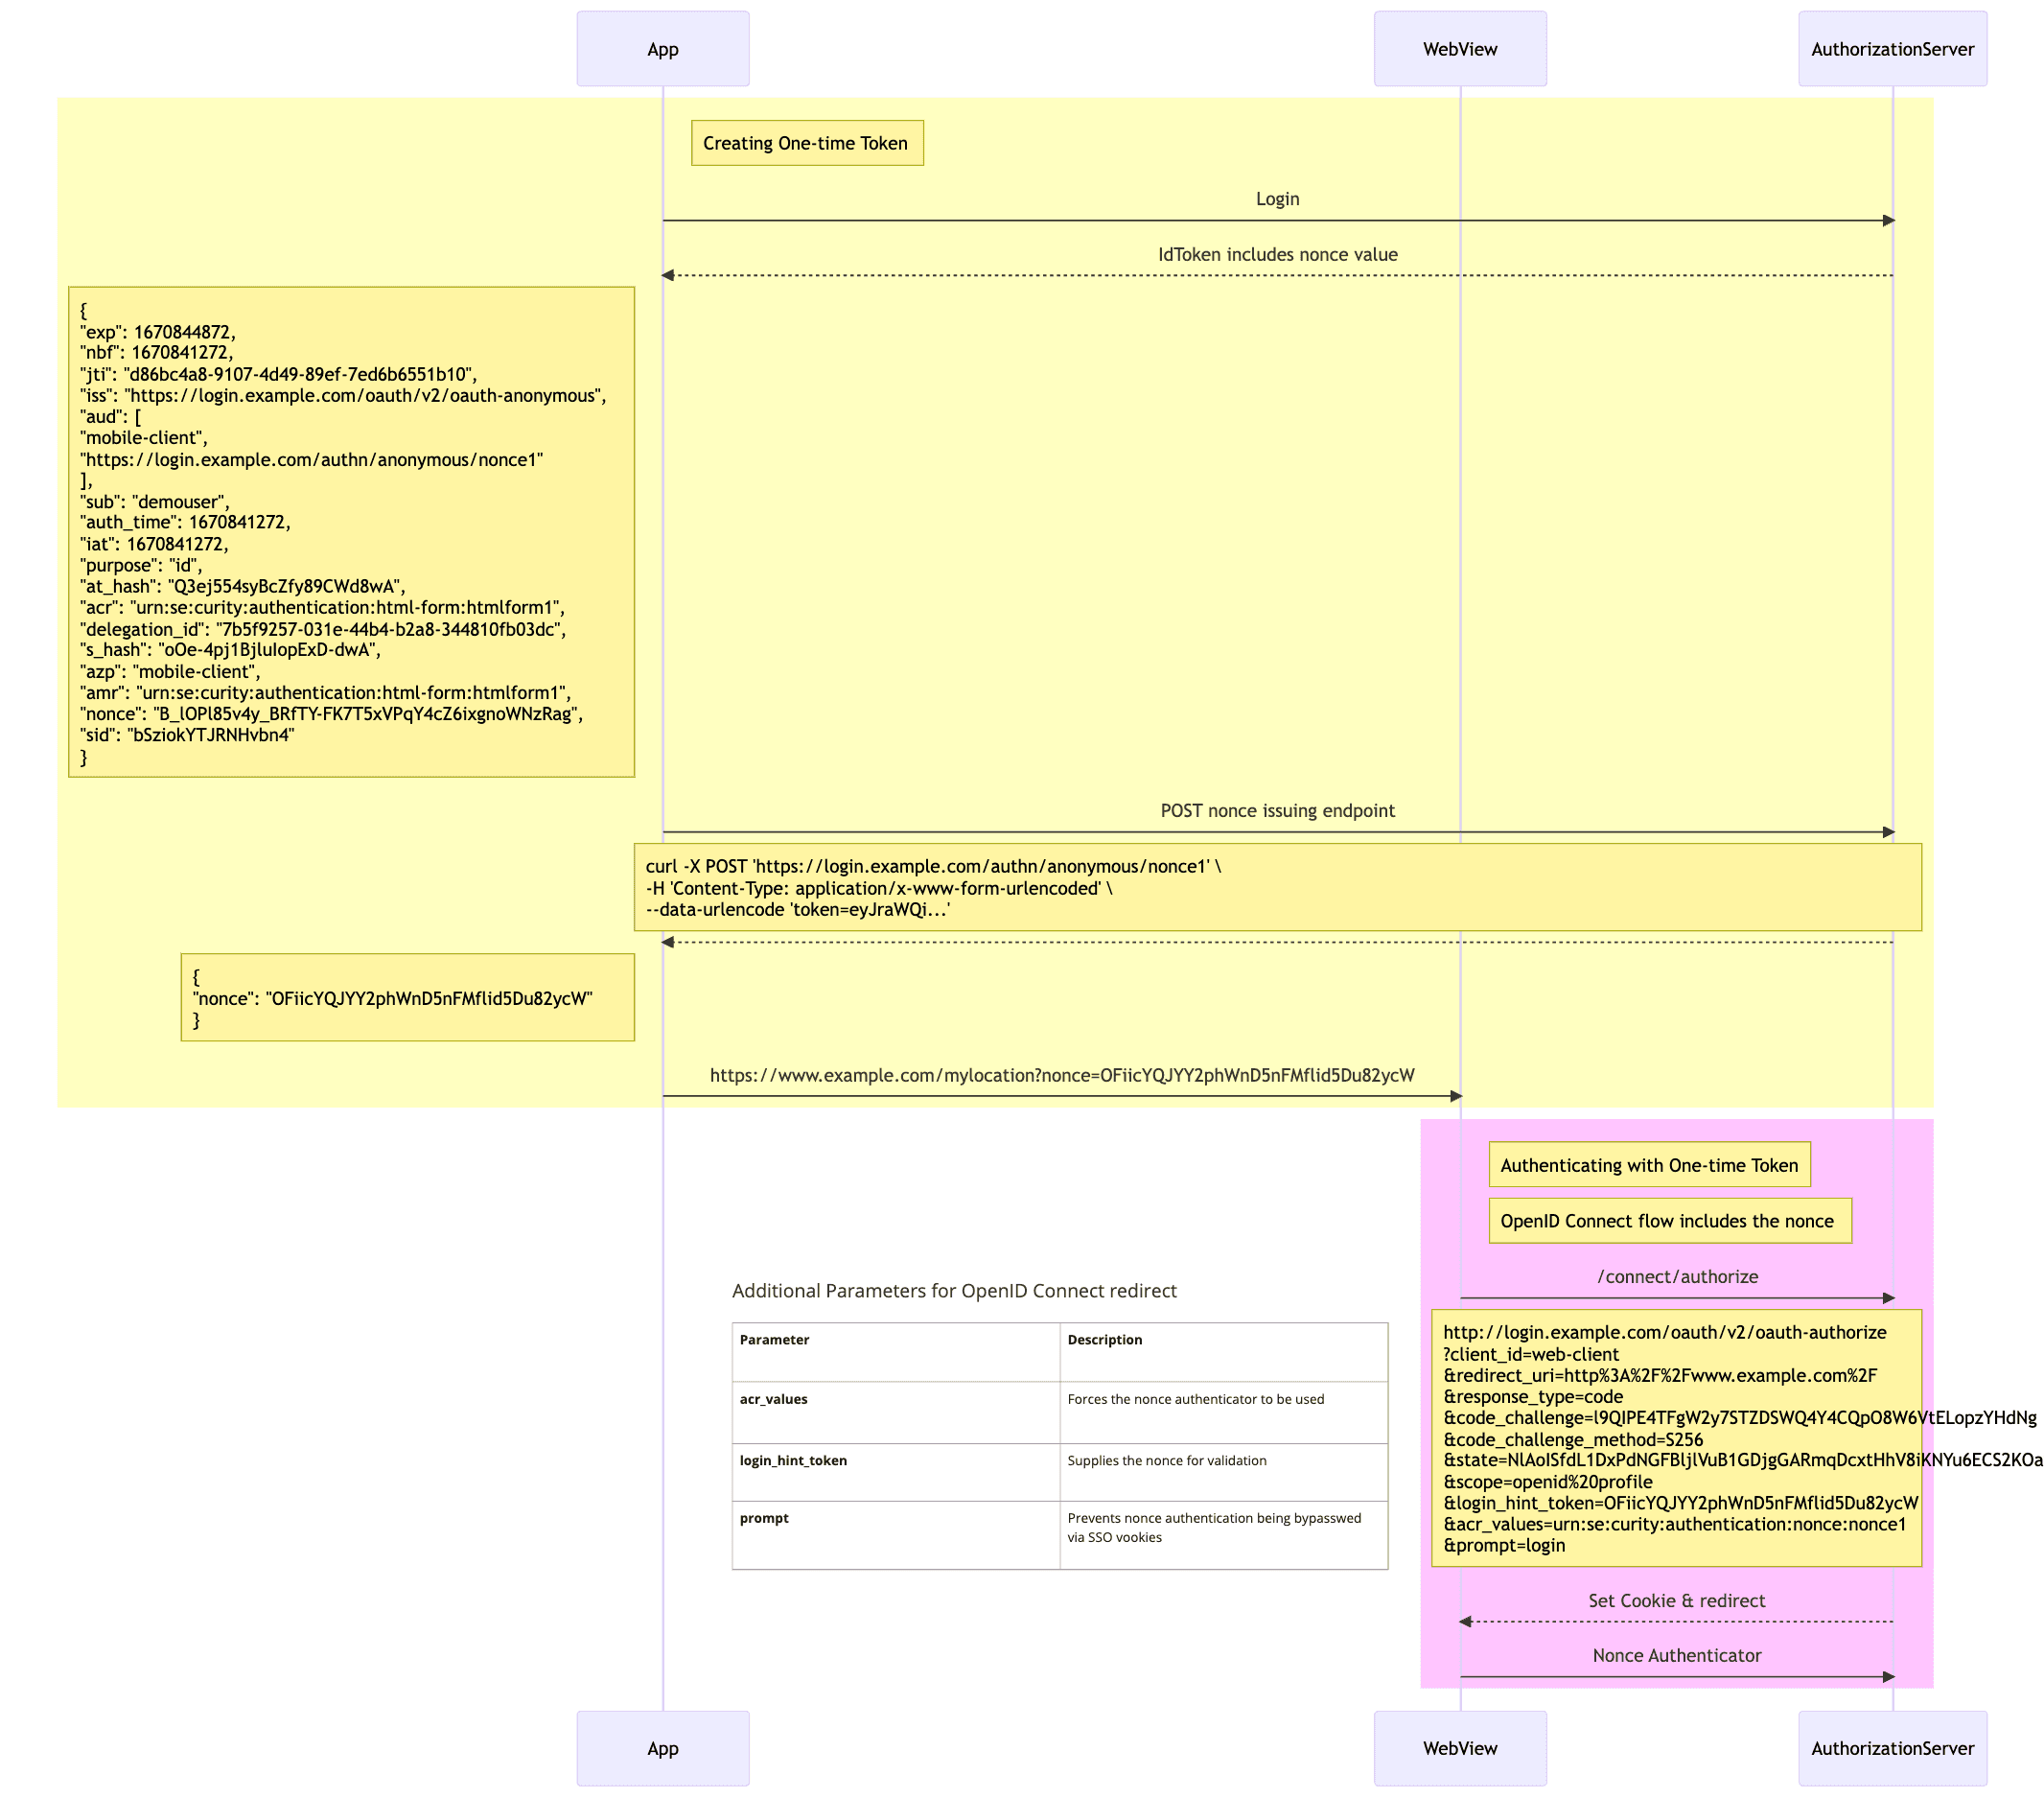 App
WebView
AuthorizationServer
Creating One-time Token
Login
IdToken includes nonce value
{
"exp": 1670844872,
"nbf": 1670841272,
"jti": "d86bc4a8-9107-4d49-89ef-7ed6b6551b10",
"iss": "https://login.example.com/oauth/v2/oauth-anonymous",
"aud": [
"mobile-client",
"https://login.example.com/authn/anonymous/nonce1"
],
"sub": "demouser",
"auth_time": 1670841272,
"iat": 1670841272,
"purpose": "id",
"at_hash": "Q3ej554syBcZfy89CWd8wA",
"acr": "urn:se:curity:authentication:html-form:htmlform1",
"delegation_id": "7b5f9257-031e-44b4-b2a8-344810fb03dc",
"s_hash": "oOe-4pj1BjluIopExD-dwA",
"azp": "mobile-client",
"amr": "urn:se:curity:authentication:html-form:htmlform1",
"nonce": "B_lOPl85v4y_BRfTY-FK7T5xVPqY4cZ6ixgnoWNzRag",
"sid": "bSziokYTJRNHvbn4"
}
POST nonce issuing endpoint
curl -X POST 'https://login.example.com/authn/anonymous/nonce1' \
-H 'Content-Type: application/x-www-form-urlencoded' \
--data-urlencode 'token=eyJraWQi...'
{
"nonce": "OFiicYQJYY2phWnD5nFMflid5Du82ycW"
}
https://www.example.com/mylocation?nonce=OFiicYQJYY2phWnD5nFMflid5Du82ycW
Authenticating with One-time Token
OpenID Connect flow includes the nonce
/connect/authorize
http://login.example.com/oauth/v2/oauth-authorize
?client_id=web-client
&redirect_uri=http%3A%2F%2Fwww.example.com%2F
&response_type=code
&code_challenge=l9QIPE4TFgW2y7STZDSWQ4Y4CQpO8W6VtELopzYHdNg
&code_challenge_method=S256
&state=NlAoISfdL1DxPdNGFBljlVuB1GDjgGARmqDcxtHhV8iKNYu6ECS2KOa
&scope=openid%20profile
&login_hint_token=OFiicYQJYY2phWnD5nFMflid5Du82ycW
&acr_values=urn:se:curity:authentication:nonce:nonce1
&prompt=login
Additional Parameters for OpenID Connect redirect
Parameter Description
acr_values Forces the nonce authenticator to be used
login_hint_token Supplies the nonce for validation
prompt Prevents nonce authentication being bypasswed
via SSO vookies
Set Cookie & redirect
Nonce Authenticator
App
WebView
AuthorizationServer